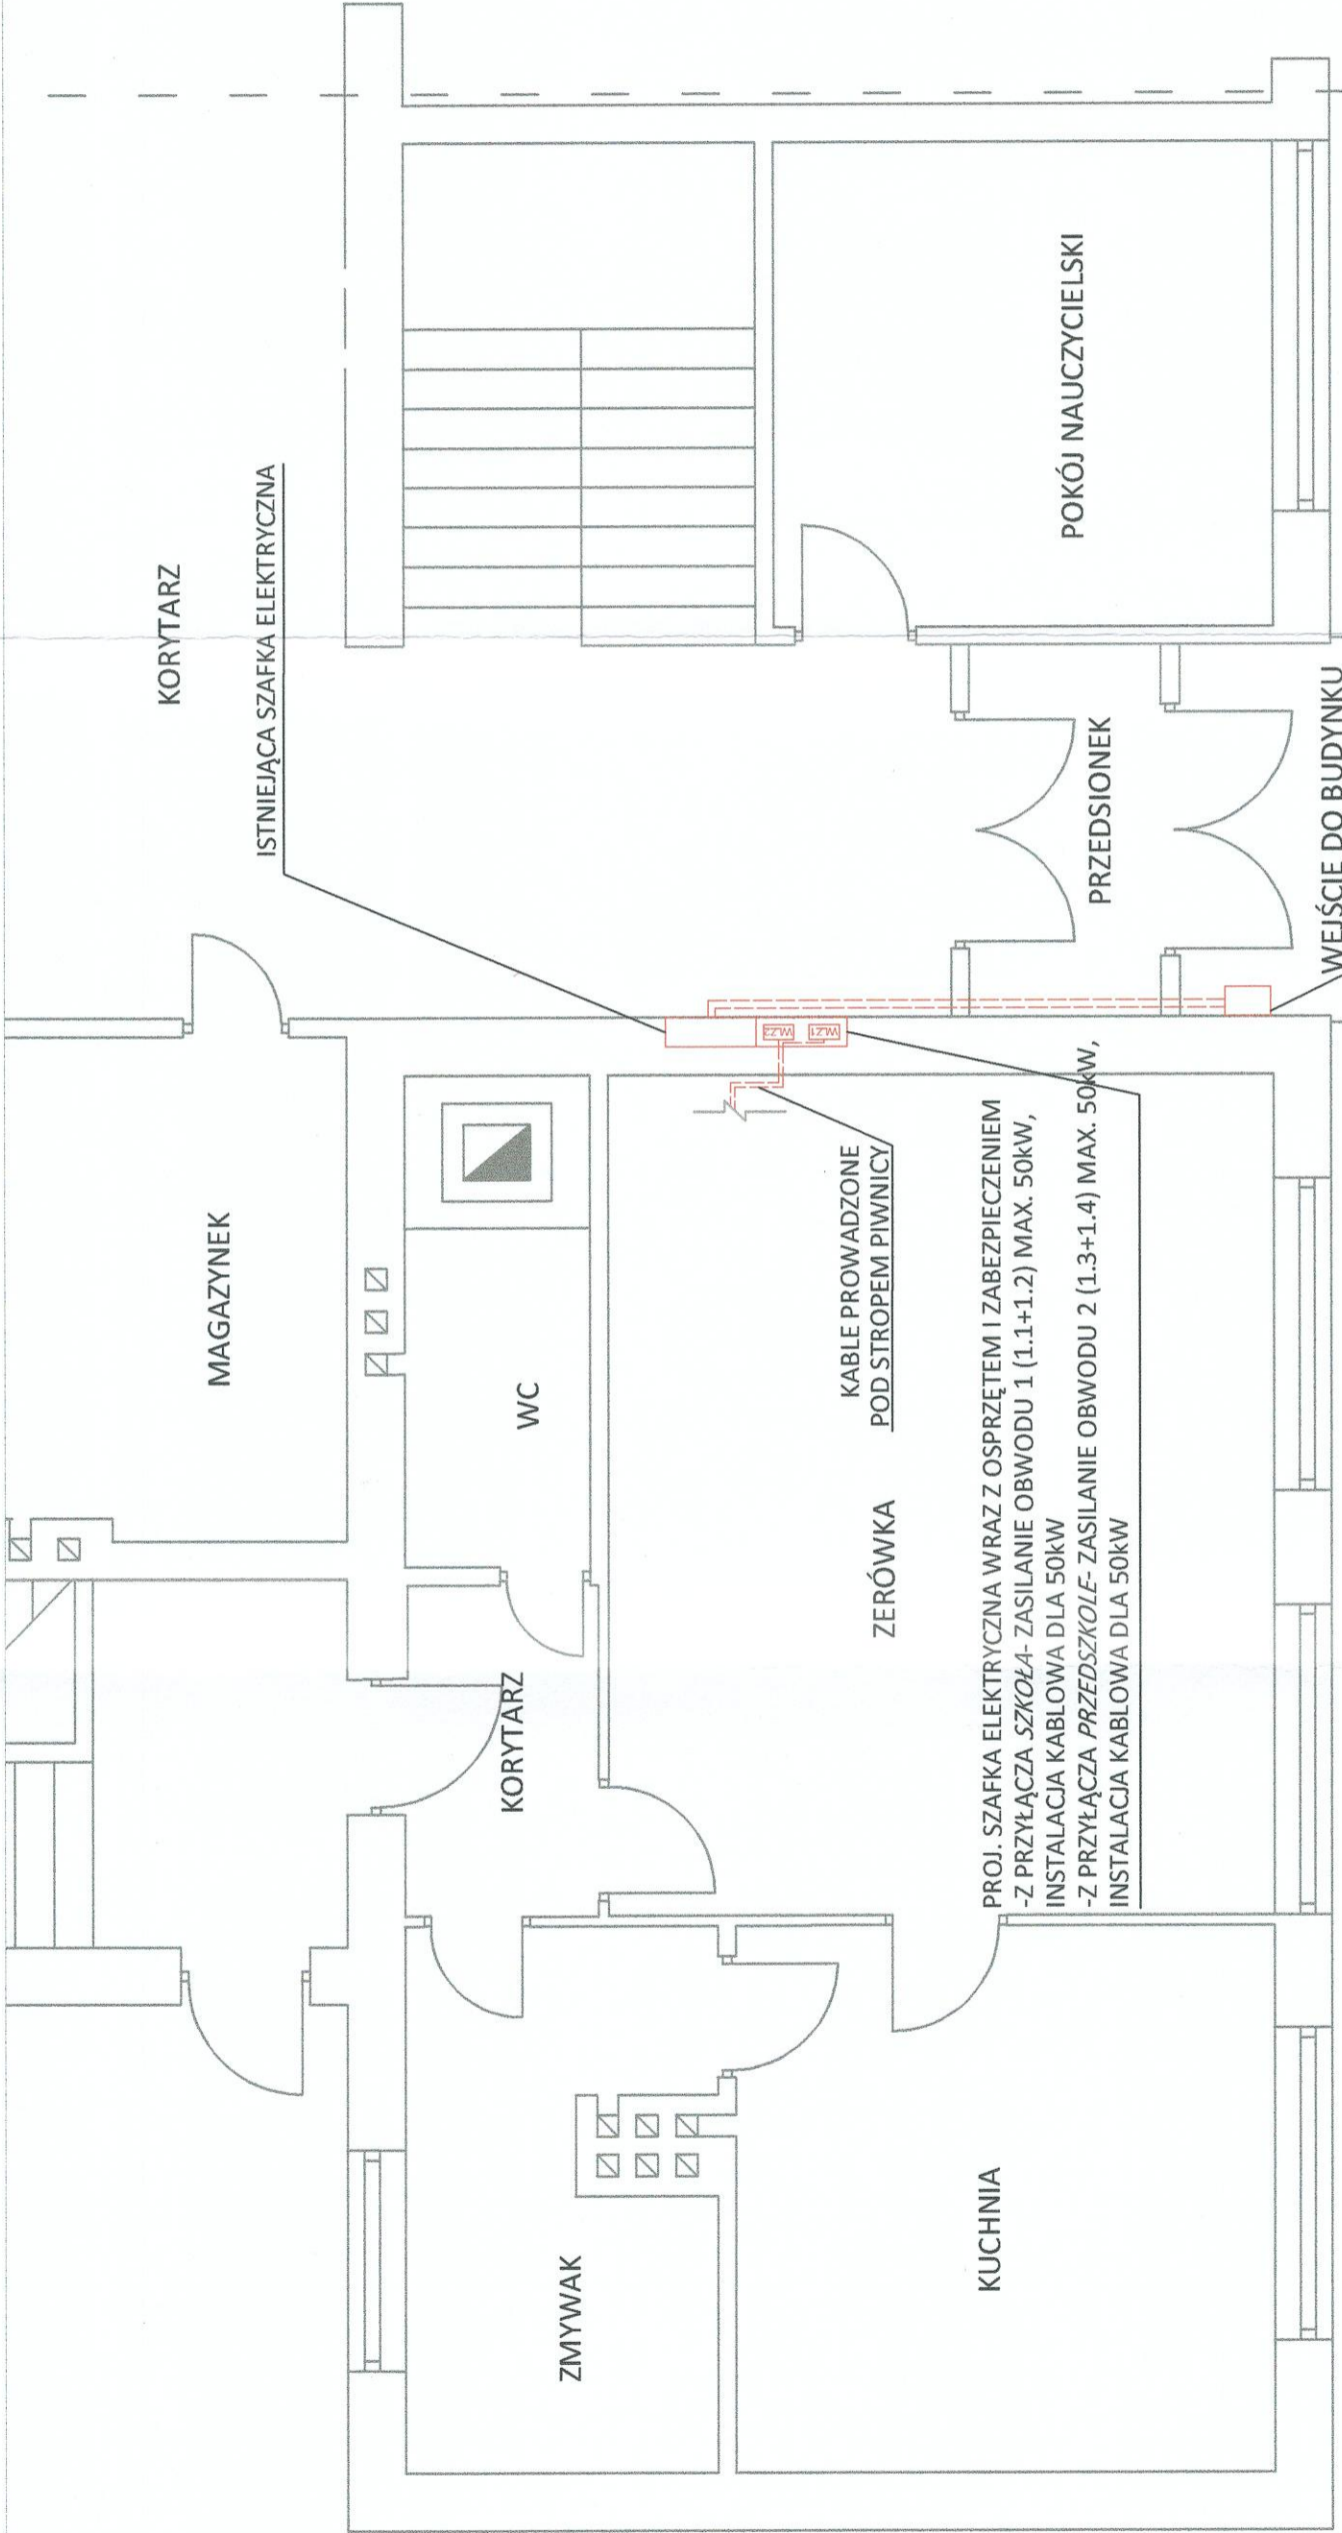 KORYTARZ
ISTNIEJĄCA SZAFKA ELEKTRYCZNA
MAGAZYNEK
WC
KORYTARZ
ZMYWAK
KABLE PROWADZONE
POD STROPEM PIWNICY
ZERÓWKA
POKÓJ NAUCZYCIELSKI
PRZEDSIONEK
WLZ2
WLZ1
PROJ. SZAFKA ELEKTRYCZNA WRAZ Z OSPRZĘTEM I ZABEZPIECZENIEM
-Z PRZYŁĄCZA SZKOŁA- ZASILANIE OBWODU 1 (1.1+1.2) MAX. 50kW,
INSTALACJA KABLOWA DLA 50kW
-Z PRZYŁĄCZA PRZEDSZKOLE- ZASILANIE OBWODU 2 (1.3+1.4) MAX. 50kW,
INSTALACJA KABLOWA DLA 50kW
KUCHNIA
WEJŚCIE DO BUDYNKU